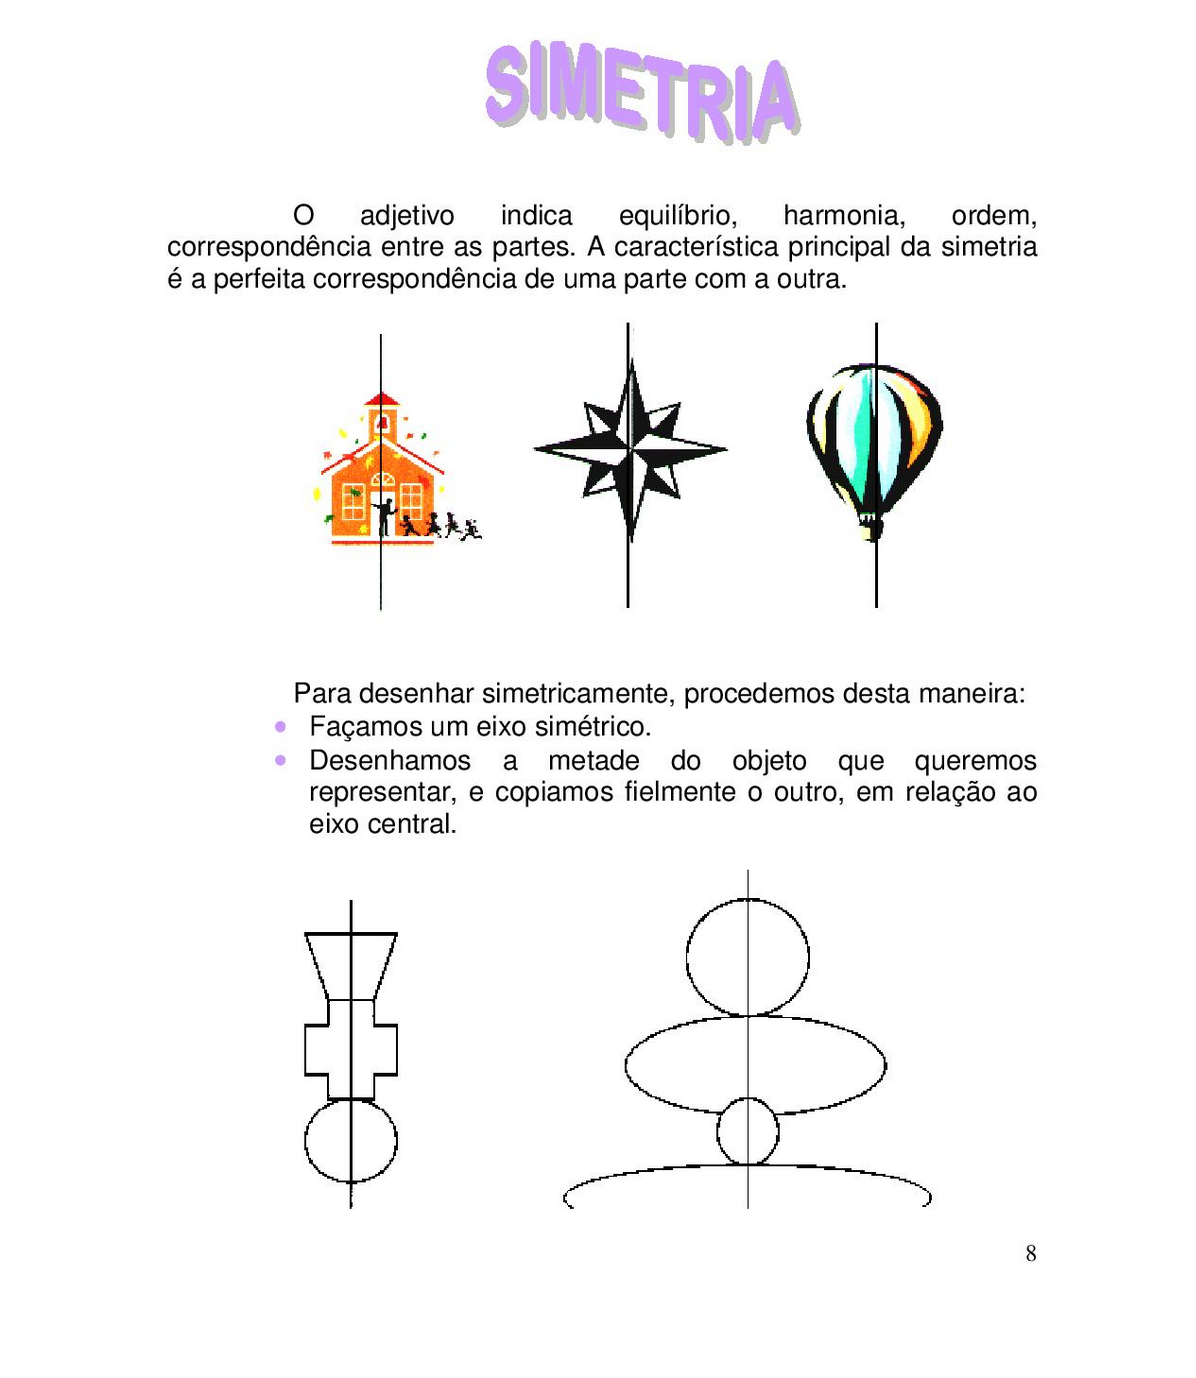 SIMETRIA
O adjetivo indica equilíbrio, harmonia, ordem,
correspondência entre as partes. A característica principal da simetria
é a perfeita correspondência de uma parte com a outra.
Para desenhar simetricamente, procedemos desta maneira:
• Façamos um eixo simétrico.
• Desenhamos a metade do objeto que queremos
representar, e copiamos fielmente o outro, em relação ao
eixo central.
8